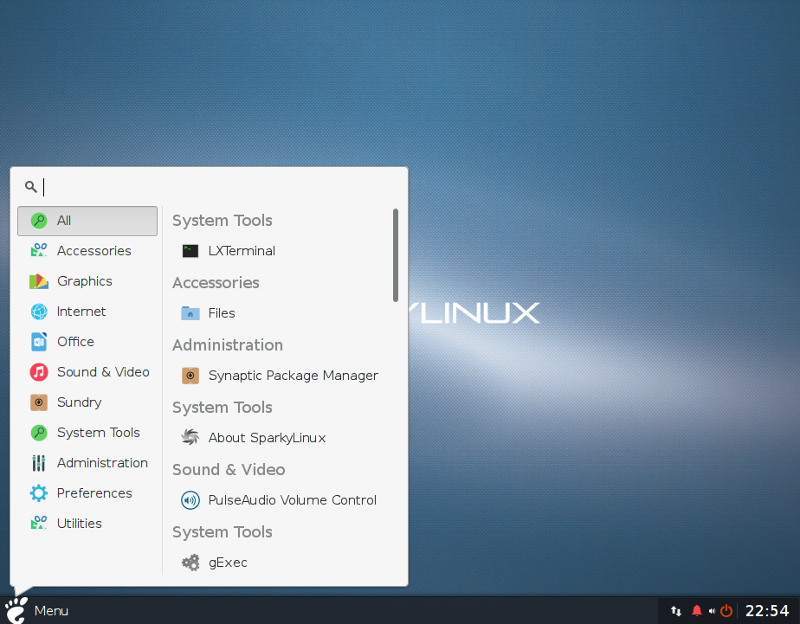 All
Accessories
Graphics
Internet
Office
Sound & Video
Sundry
System Tools
Administration
Preferences
Utilities
System Tools
LXTerminal
Accessories
Files
Administration
Synaptic Package Manager
System Tools
About SparkyLinux
Sound & Video
PulseAudio Volume Control
System Tools
gExec
YLINUX
Menu
22:54